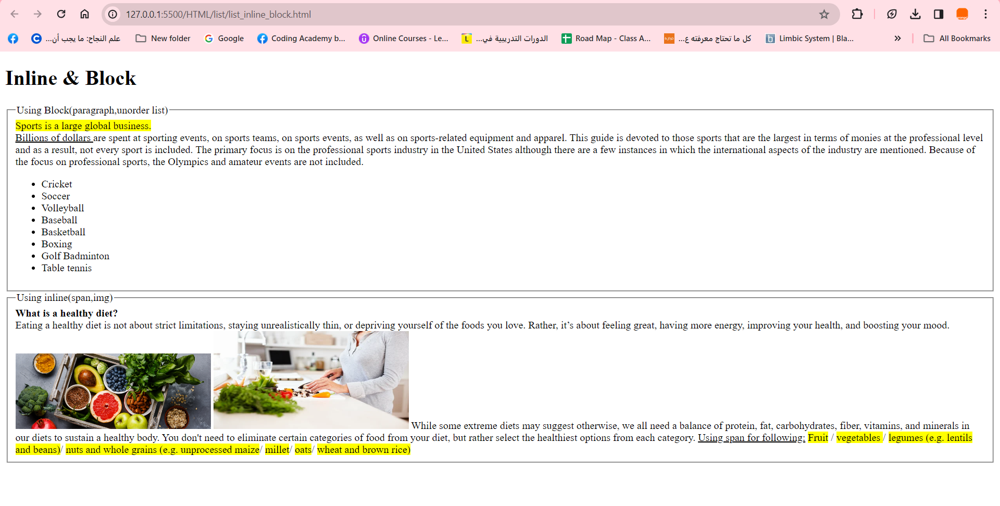 127.0.0.1:5500/HTML/list/list_inline_block.html
علم النجاح: ما يجب أن... New folder Google Coding Academy b... Online Courses - Le... الدورات التدريبية في... Road Map - Class A... كل ما تحتاج معرفته ع... Limbic System | Bla... » All Bookmarks
Inline & Block
Using Block(paragraph,unorder list)
Sports is a large global business.
Billions of dollars are spent at sporting events, on sports teams, on sports events, as well as on sports-related equipment and apparel. This guide is devoted to those sports that are the largest in terms of monies at the professional level
and as a result, not every sport is included. The primary focus is on the professional sports industry in the United States although there are a few instances in which the international aspects of the industry are mentioned. Because of
the focus on professional sports, the Olympics and amateur events are not included.
• Cricket
• Soccer
• Volleyball
• Baseball
• Basketball
• Boxing
• Golf Badminton
• Table tennis
Using inline(span,img)
What is a healthy diet?
Eating a healthy diet is not about strict limitations, staying unrealistically thin, or depriving yourself of the foods you love. Rather, it’s about feeling great, having more energy, improving your health, and boosting your mood.
While some extreme diets may suggest otherwise, we all need a balance of protein, fat, carbohydrates, fiber, vitamins, and minerals in
our diets to sustain a healthy body. You don't need to eliminate certain categories of food from your diet, but rather select the healthiest options from each category. Using span for following: Fruit / vegetables / legumes (e.g. lentils
and beans)/ nuts and whole grains (e.g. unprocessed maize/ millet/ oats/ wheat and brown rice)